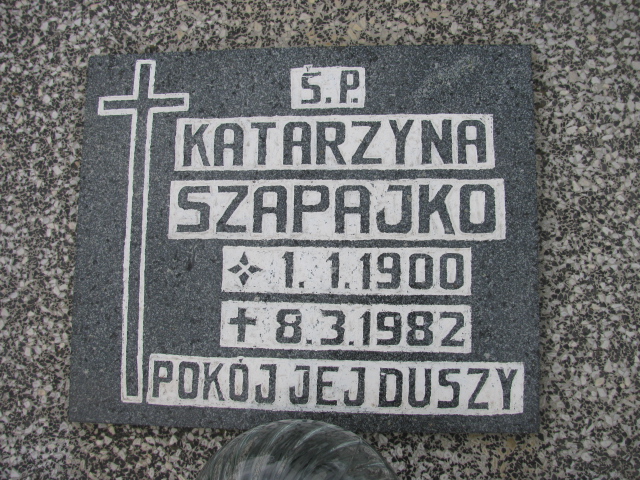 Ś.P.
KATARZYNA
SZAPAJKO
1.1.1900
8.3.1982
POKÓJ JEJ DUSZY